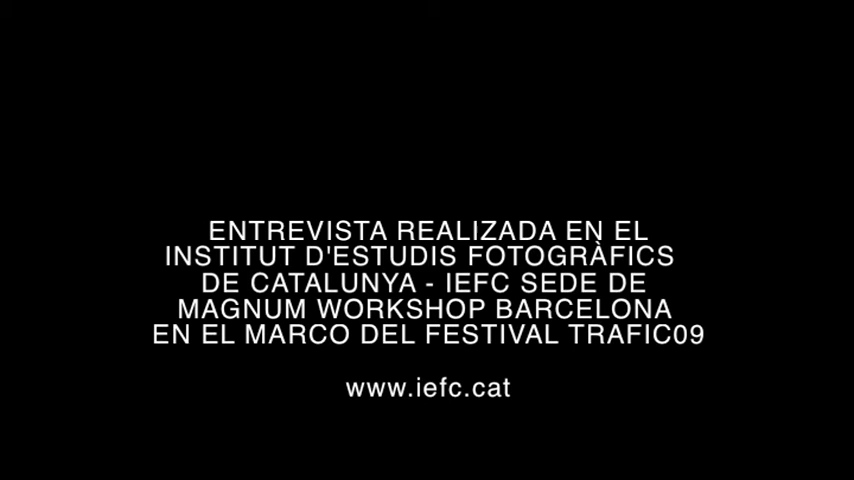 ENTREVISTA REALIZADA EN EL
INSTITUT D'ESTUDIS FOTOGRÀFICS
DE CATALUNYA - IEFC SEDE DE
MAGNUM WORKSHOP BARCELONA
EN EL MARCO DEL FESTIVAL TRAFIC09
www.iefc.cat